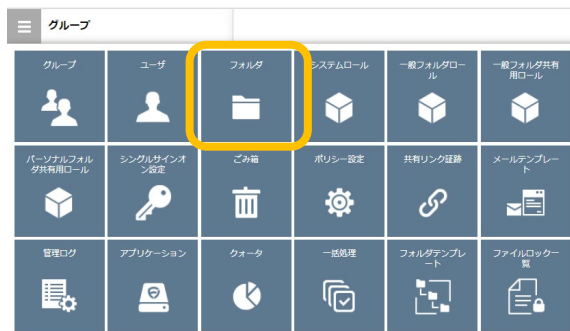 グループ
グループ
ユーザ
フォルダ
システムロール
一般フォルダロー
ル
一般フォルダ共有
用ロール
パーソナルフォル
ダ共有用ロール
シングルサインオ
ン設定
ごみ箱
ポリシー設定
共有リンク証跡
メールテンプレー
ト
管理ログ
アプリケーション
クォータ
一括処理
フォルダテンプレ
ート
ファイルロック一
覧